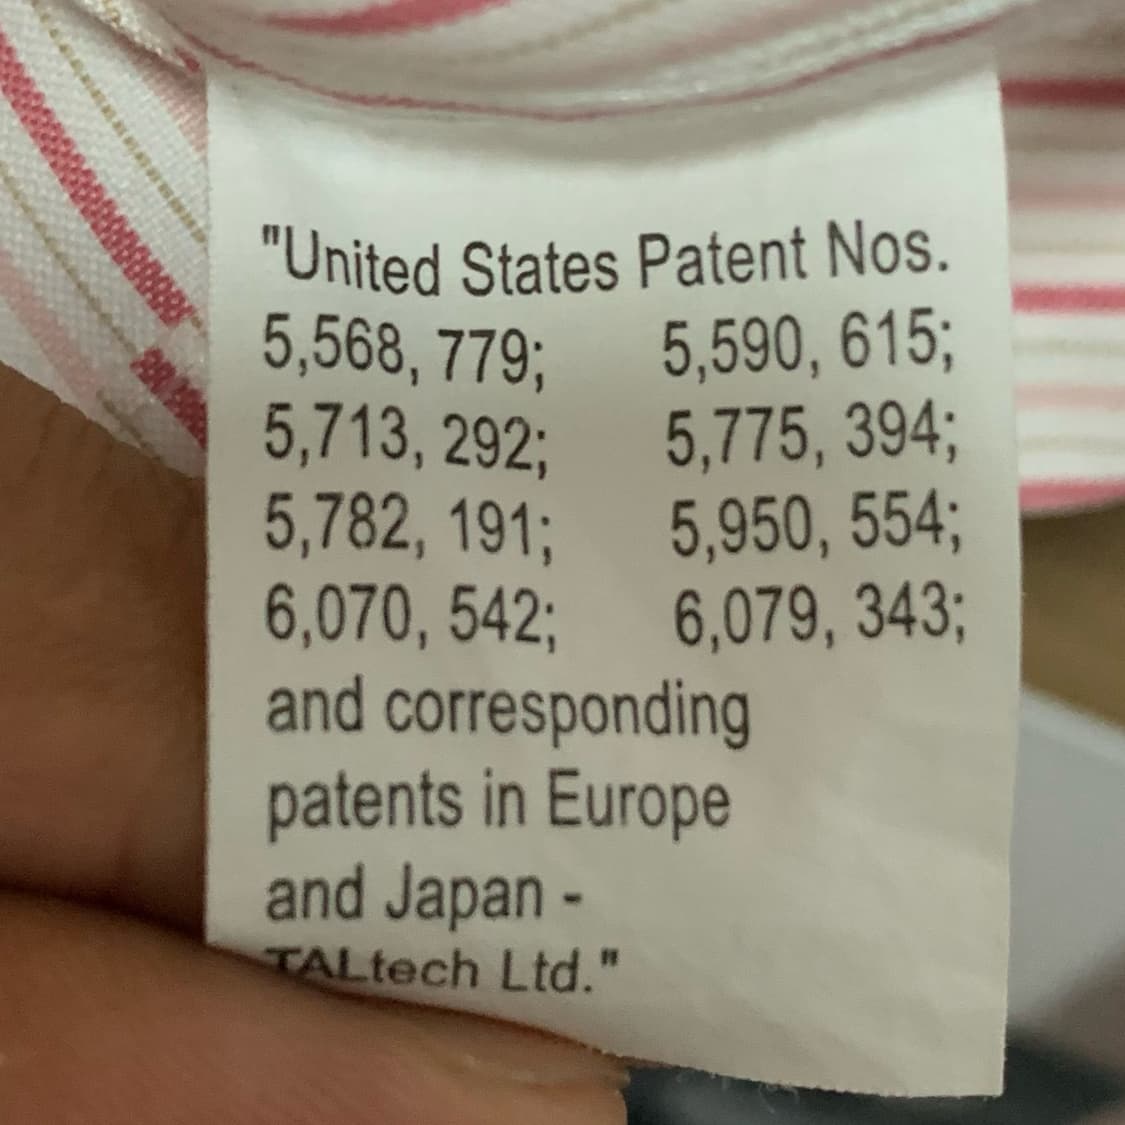 "United States Patent Nos.
5,568, 779; 5,590, 615;
5,713, 292; 5,775, 394;
5,782, 191; 5,950, 554;
6,070, 542; 6,079, 343;
and corresponding
patents in Europe
and Japan -
TALtech Ltd."